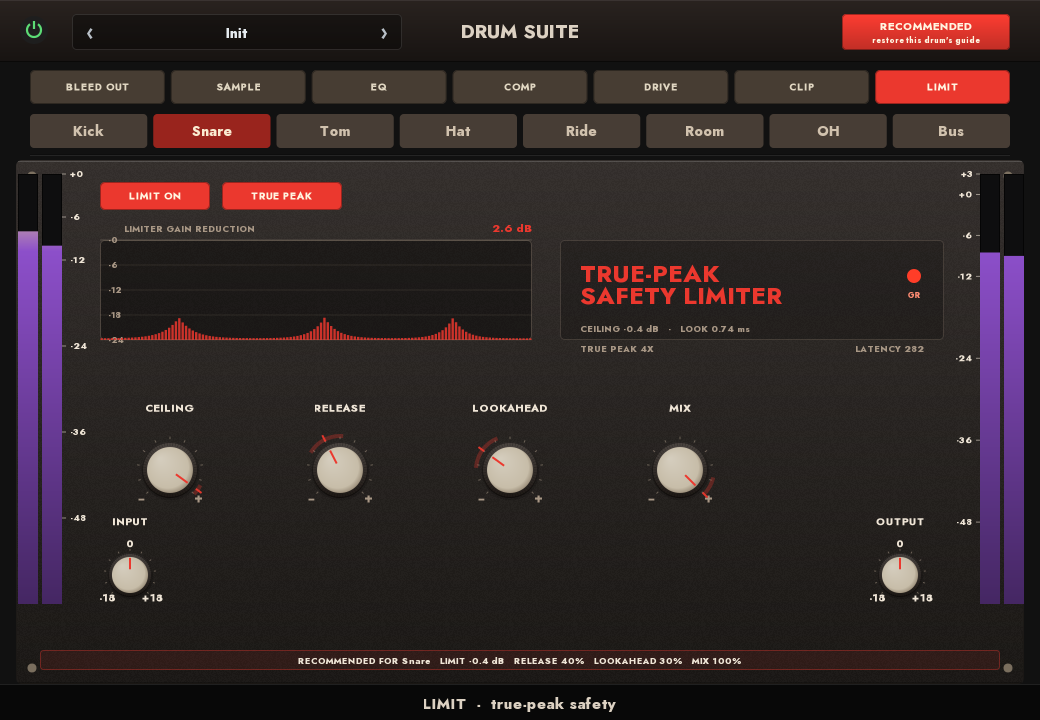 ‹ Init ›
DRUM SUITE
RECOMMENDED
restore this drum's guide
BLEED OUT SAMPLE EQ COMP DRIVE CLIP LIMIT
Kick Snare Tom Hat Ride Room OH Bus
+0
-6
-12
-24
-36
-48
LIMIT ON TRUE PEAK
LIMITER GAIN REDUCTION 2.6 dB
-0
-6
-12
-18
-24
TRUE-PEAK
SAFETY LIMITER
GR
CEILING -0.4 dB · LOOK 0.74 ms
TRUE PEAK 4X LATENCY 282
+3
+0
-6
-12
-24
-36
-48
CEILING RELEASE LOOKAHEAD MIX
- + - + - + - +
INPUT
0
-18 +18
OUTPUT
0
-18 +18
RECOMMENDED FOR Snare LIMIT -0.4 dB RELEASE 40% LOOKAHEAD 30% MIX 100%
LIMIT - true-peak safety